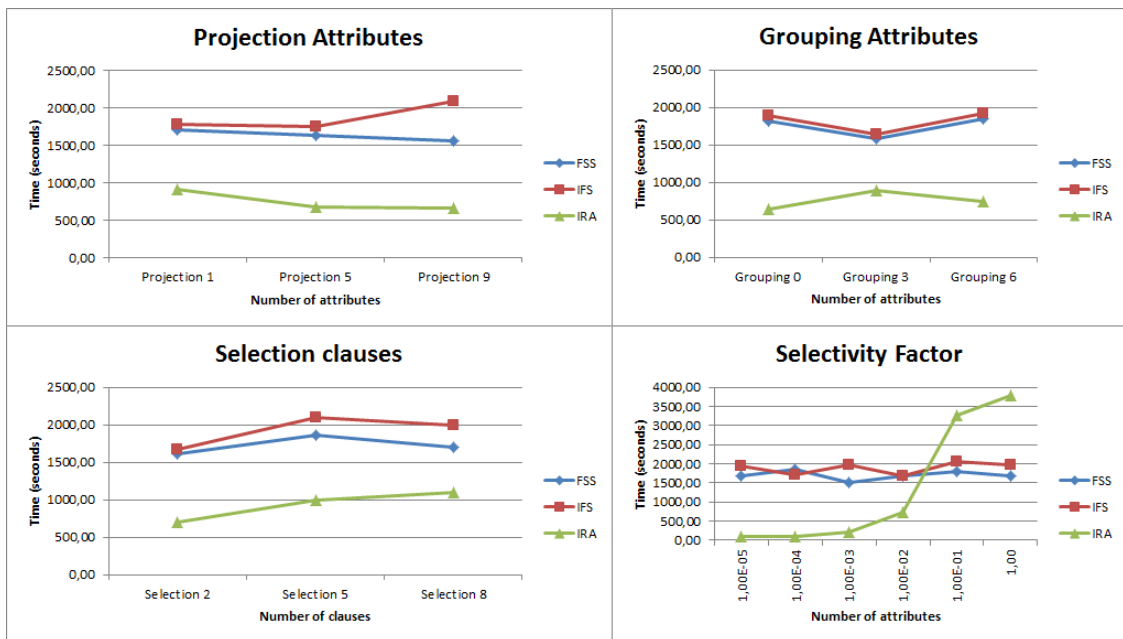 Projection Attributes
Time (seconds)
2500,00
2000,00
1500,00
1000,00
500,00
0,00
Projection 1
Projection 5
Projection 9
Number of attributes
FSS
IFS
IRA
Grouping Attributes
Time (seconds)
2500,00
2000,00
1500,00
1000,00
500,00
0,00
Grouping 0
Grouping 3
Grouping 6
Number of attributes
FSS
IFS
IRA
Selection clauses
Time (seconds)
2500,00
2000,00
1500,00
1000,00
500,00
0,00
Selection 2
Selection 5
Selection 8
Number of clauses
FSS
IFS
IRA
Selectivity Factor
Time (seconds)
4000,00
3500,00
3000,00
2500,00
2000,00
1500,00
1000,00
500,00
0,00
1,00E-05
1,00E-04
1,00E-03
1,00E-02
1,00E-01
1,00
Number of attributes
FSS
IFS
IRA